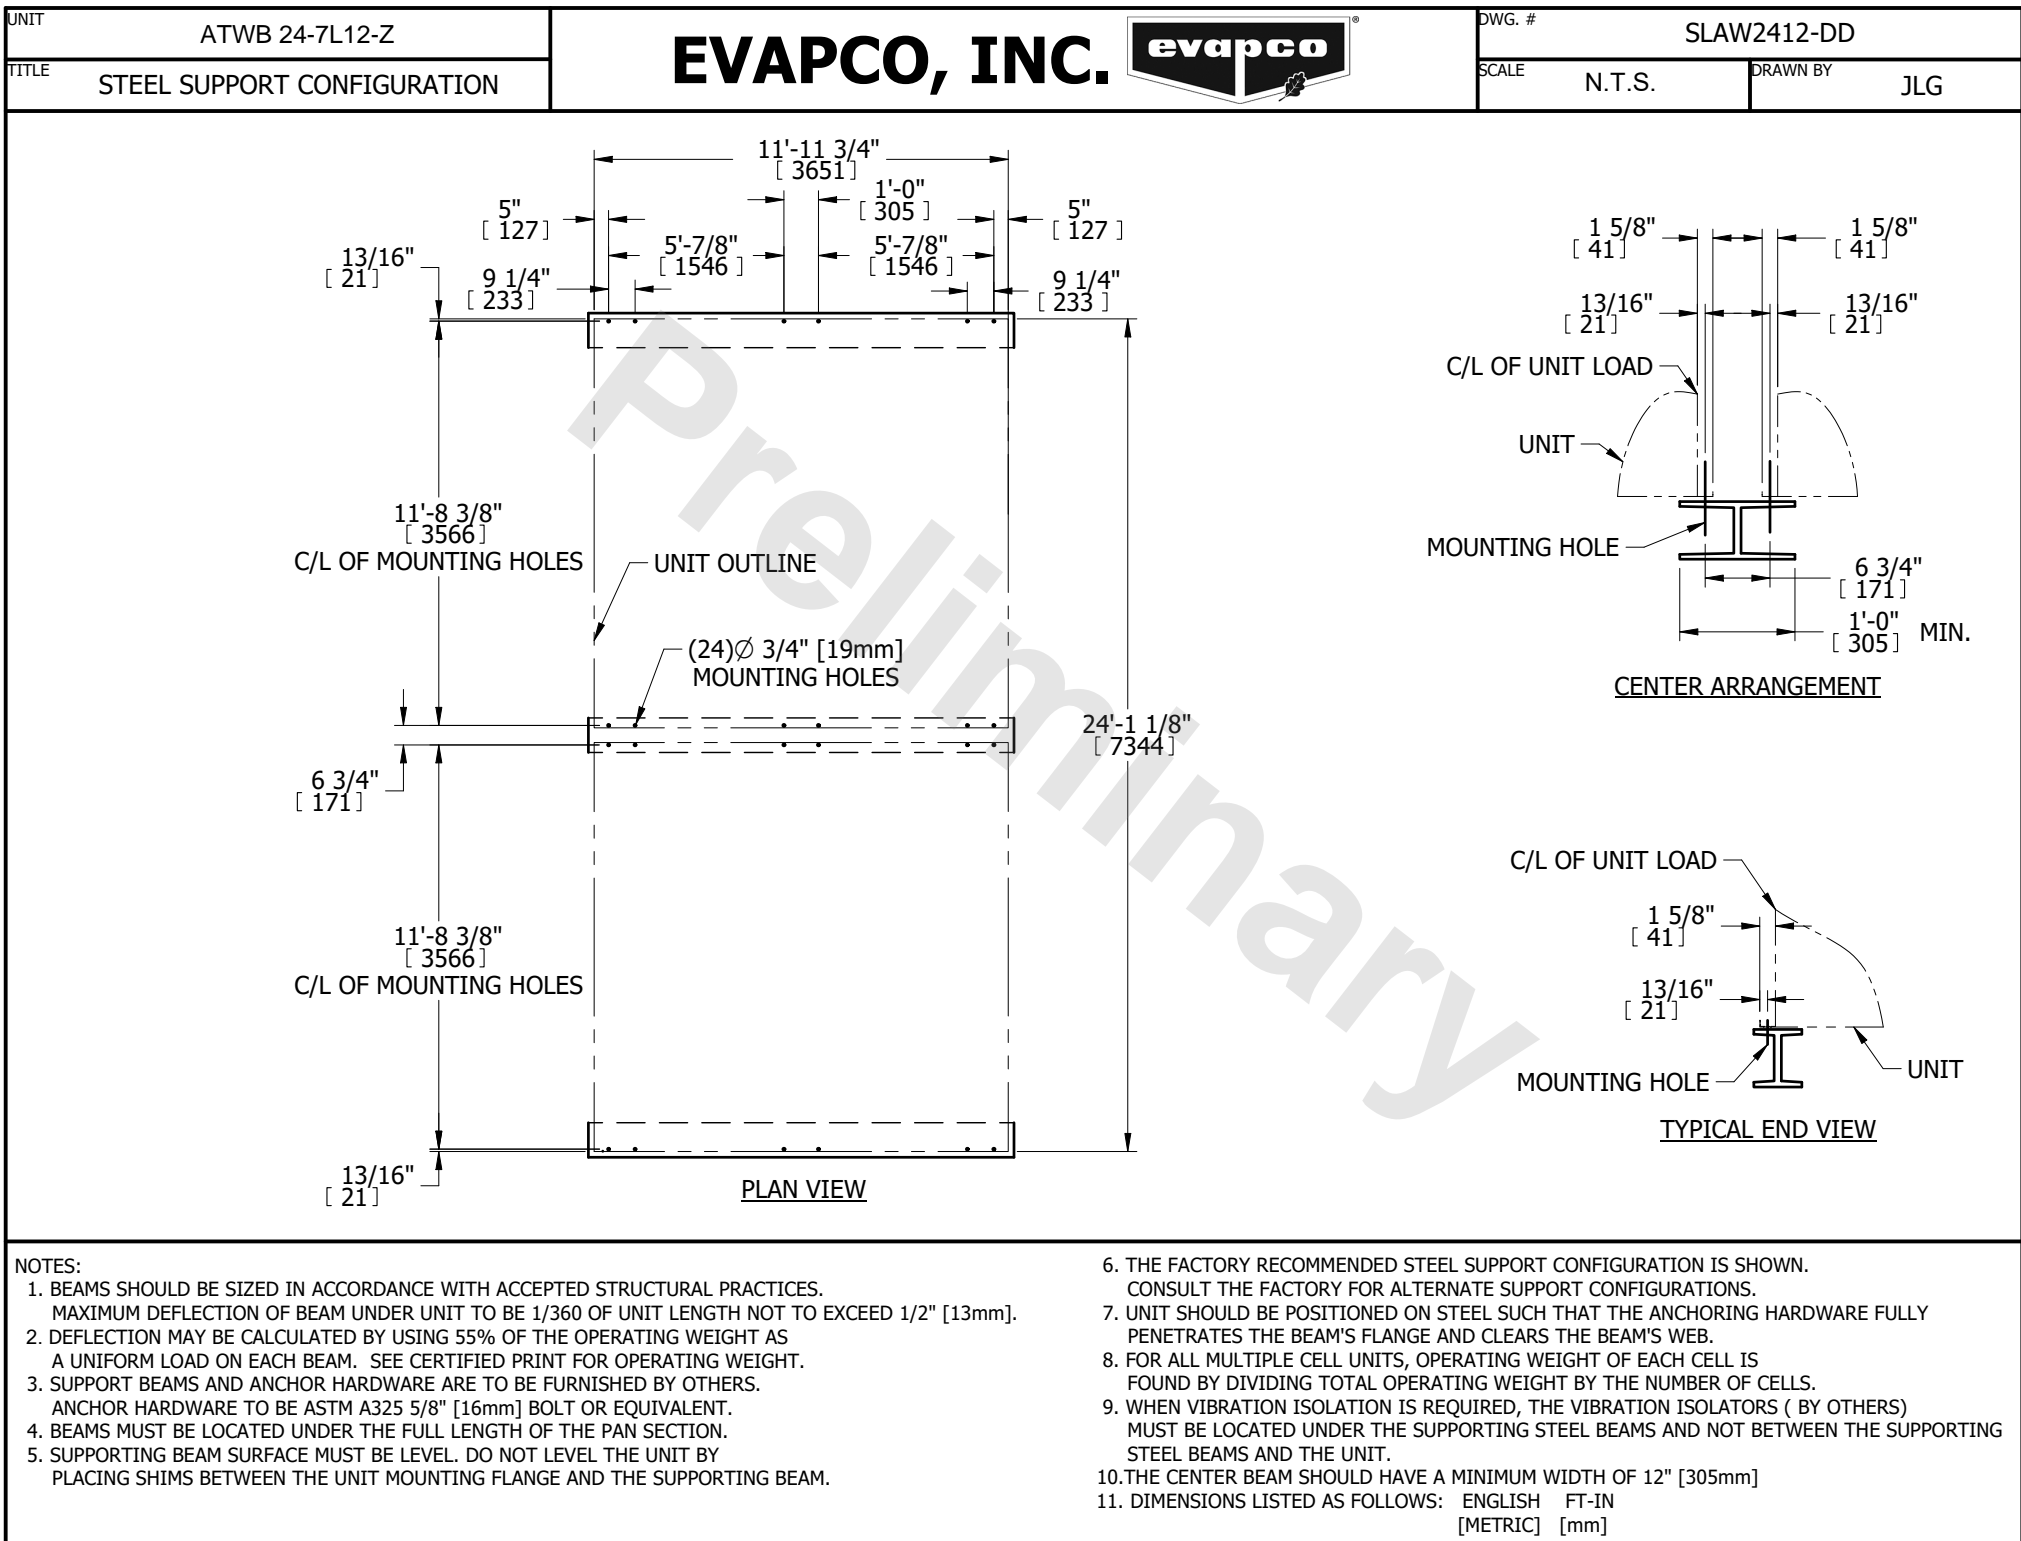 UNIT
ATWB 24-7L12-Z
TITLE
STEEL SUPPORT CONFIGURATION
EVAPCO, INC.
evapco
®
DWG. #
SLAW2412-DD
SCALE
N.T.S.
DRAWN BY
JLG
11'-11 3/4"
[ 3651]
1'-0"
[ 305 ]
5"
[ 127]
5"
[ 127 ]
5'-7/8"
[ 1546 ]
5'-7/8"
[ 1546 ]
13/16"
[ 21]
9 1/4"
[ 233]
9 1/4"
[ 233 ]
11'-8 3/8"
[ 3566]
C/L OF MOUNTING HOLES
UNIT OUTLINE
(24)∅ 3/4" [19mm]
MOUNTING HOLES
24'-1 1/8"
[ 7344]
6 3/4"
[ 171]
11'-8 3/8"
[ 3566]
C/L OF MOUNTING HOLES
13/16"
[ 21]
PLAN VIEW
Preliminary
1 5/8"
[ 41]
1 5/8"
[ 41]
13/16"
[ 21]
13/16"
[ 21]
C/L OF UNIT LOAD
UNIT
MOUNTING HOLE
6 3/4"
[ 171]
1'-0"
[ 305] MIN.
CENTER ARRANGEMENT
C/L OF UNIT LOAD
1 5/8"
[ 41]
13/16"
[ 21]
MOUNTING HOLE
UNIT
TYPICAL END VIEW
NOTES:
1. BEAMS SHOULD BE SIZED IN ACCORDANCE WITH ACCEPTED STRUCTURAL PRACTICES.
MAXIMUM DEFLECTION OF BEAM UNDER UNIT TO BE 1/360 OF UNIT LENGTH NOT TO EXCEED 1/2" [13mm].
2. DEFLECTION MAY BE CALCULATED BY USING 55% OF THE OPERATING WEIGHT AS
A UNIFORM LOAD ON EACH BEAM. SEE CERTIFIED PRINT FOR OPERATING WEIGHT.
3. SUPPORT BEAMS AND ANCHOR HARDWARE ARE TO BE FURNISHED BY OTHERS.
ANCHOR HARDWARE TO BE ASTM A325 5/8" [16mm] BOLT OR EQUIVALENT.
4. BEAMS MUST BE LOCATED UNDER THE FULL LENGTH OF THE PAN SECTION.
5. SUPPORTING BEAM SURFACE MUST BE LEVEL. DO NOT LEVEL THE UNIT BY
PLACING SHIMS BETWEEN THE UNIT MOUNTING FLANGE AND THE SUPPORTING BEAM.
6. THE FACTORY RECOMMENDED STEEL SUPPORT CONFIGURATION IS SHOWN.
CONSULT THE FACTORY FOR ALTERNATE SUPPORT CONFIGURATIONS.
7. UNIT SHOULD BE POSITIONED ON STEEL SUCH THAT THE ANCHORING HARDWARE FULLY
PENETRATES THE BEAM'S FLANGE AND CLEARS THE BEAM'S WEB.
8. FOR ALL MULTIPLE CELL UNITS, OPERATING WEIGHT OF EACH CELL IS
FOUND BY DIVIDING TOTAL OPERATING WEIGHT BY THE NUMBER OF CELLS.
9. WHEN VIBRATION ISOLATION IS REQUIRED, THE VIBRATION ISOLATORS ( BY OTHERS)
MUST BE LOCATED UNDER THE SUPPORTING STEEL BEAMS AND NOT BETWEEN THE SUPPORTING
STEEL BEAMS AND THE UNIT.
10.THE CENTER BEAM SHOULD HAVE A MINIMUM WIDTH OF 12" [305mm]
11. DIMENSIONS LISTED AS FOLLOWS: ENGLISH FT-IN
[METRIC] [mm]